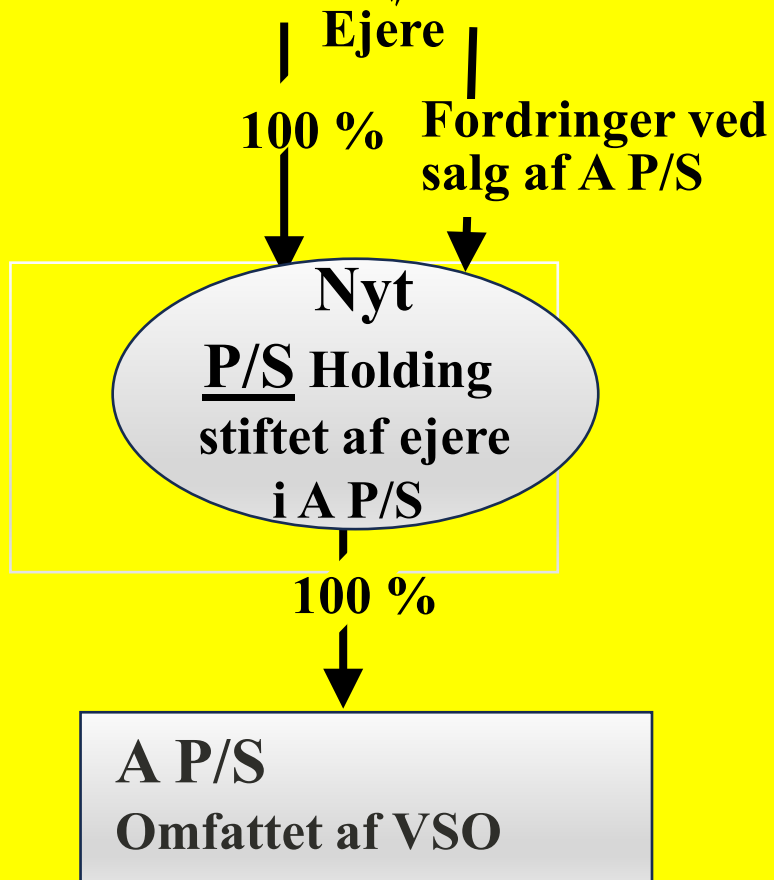 Ejere
100 %
Fordringer ved
salg af A P/S
Nyt
P/S Holding
stiftet af ejere
i A P/S
100 %
A P/S
Omfattet af VSO